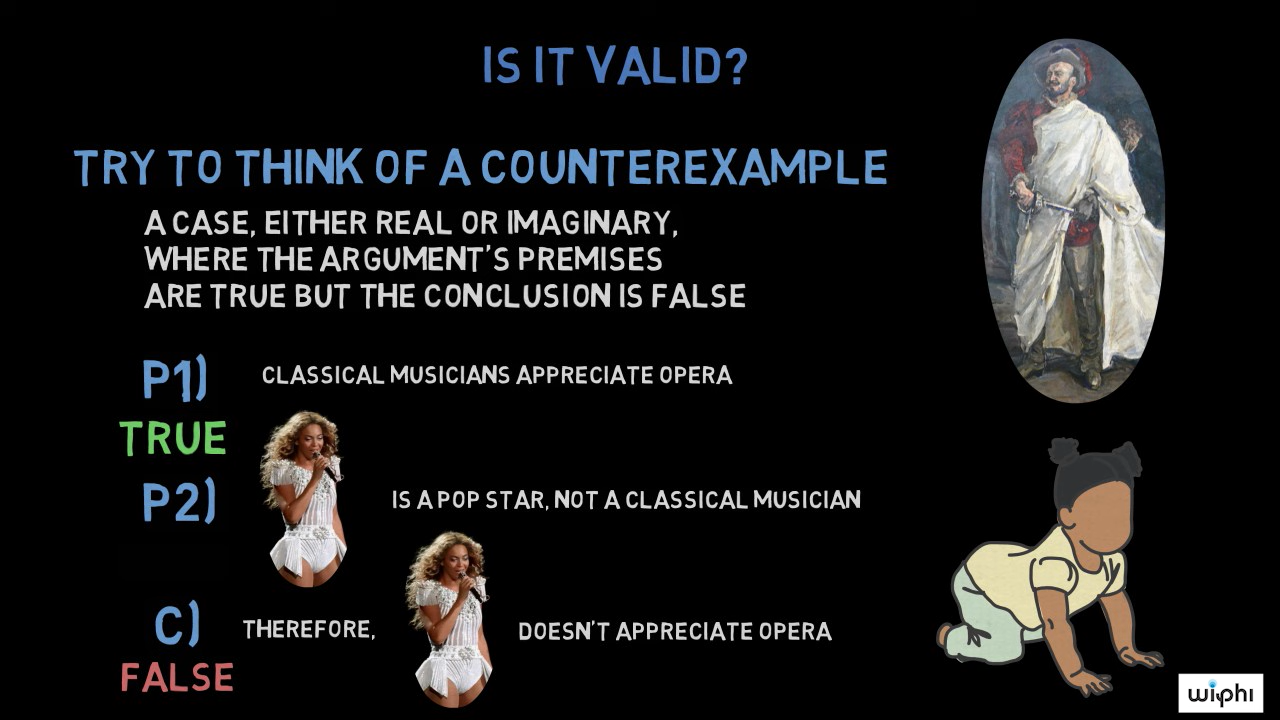 IS IT VALID?
TRY TO THINK OF A COUNTEREXAMPLE
A CASE, EITHER REAL OR IMAGINARY,
WHERE THE ARGUMENT'S PREMISES
ARE TRUE BUT THE CONCLUSION IS FALSE
P1) CLASSICAL MUSICIANS APPRECIATE OPERA
TRUE
P2) IS A POP STAR, NOT A CLASSICAL MUSICIAN
C) THEREFORE, DOESN'T APPRECIATE OPERA
FALSE
wiphi